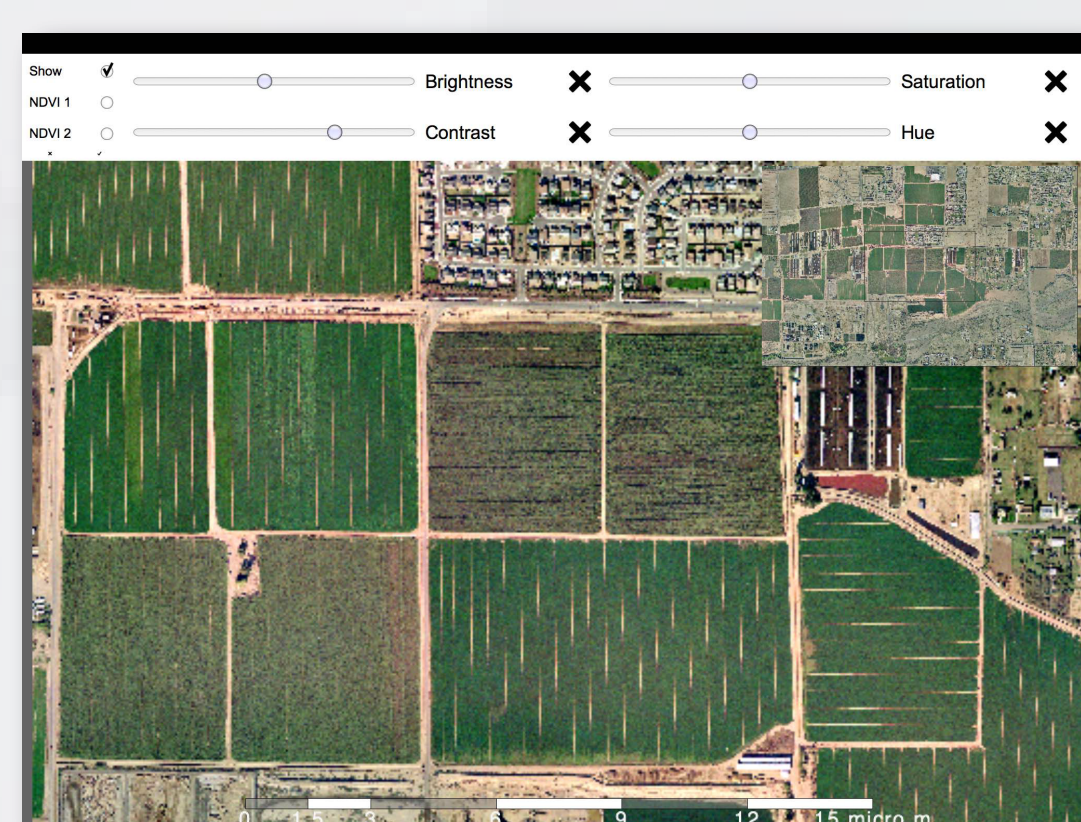 Show
Brightness
Saturation
NDVI 1
NDVI 2
Contrast
Hue
0 1.5 3 6 9 12 15 micro m